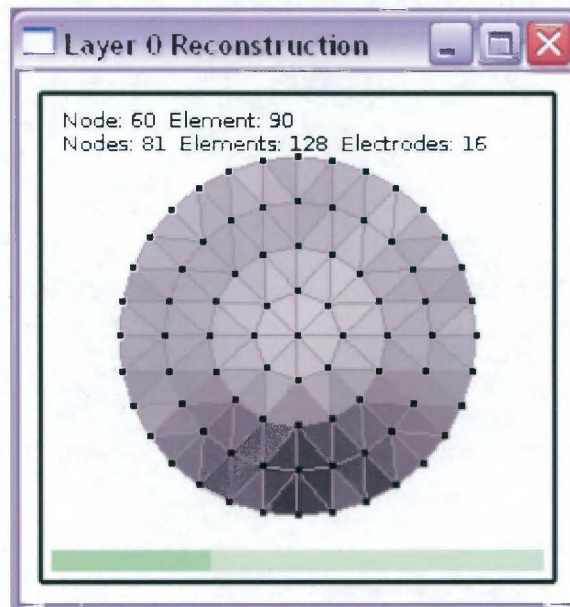 Layer 0 Reconstruction
Node: 60 Element: 90
Nodes: 81 Elements: 128 Electrodes: 16